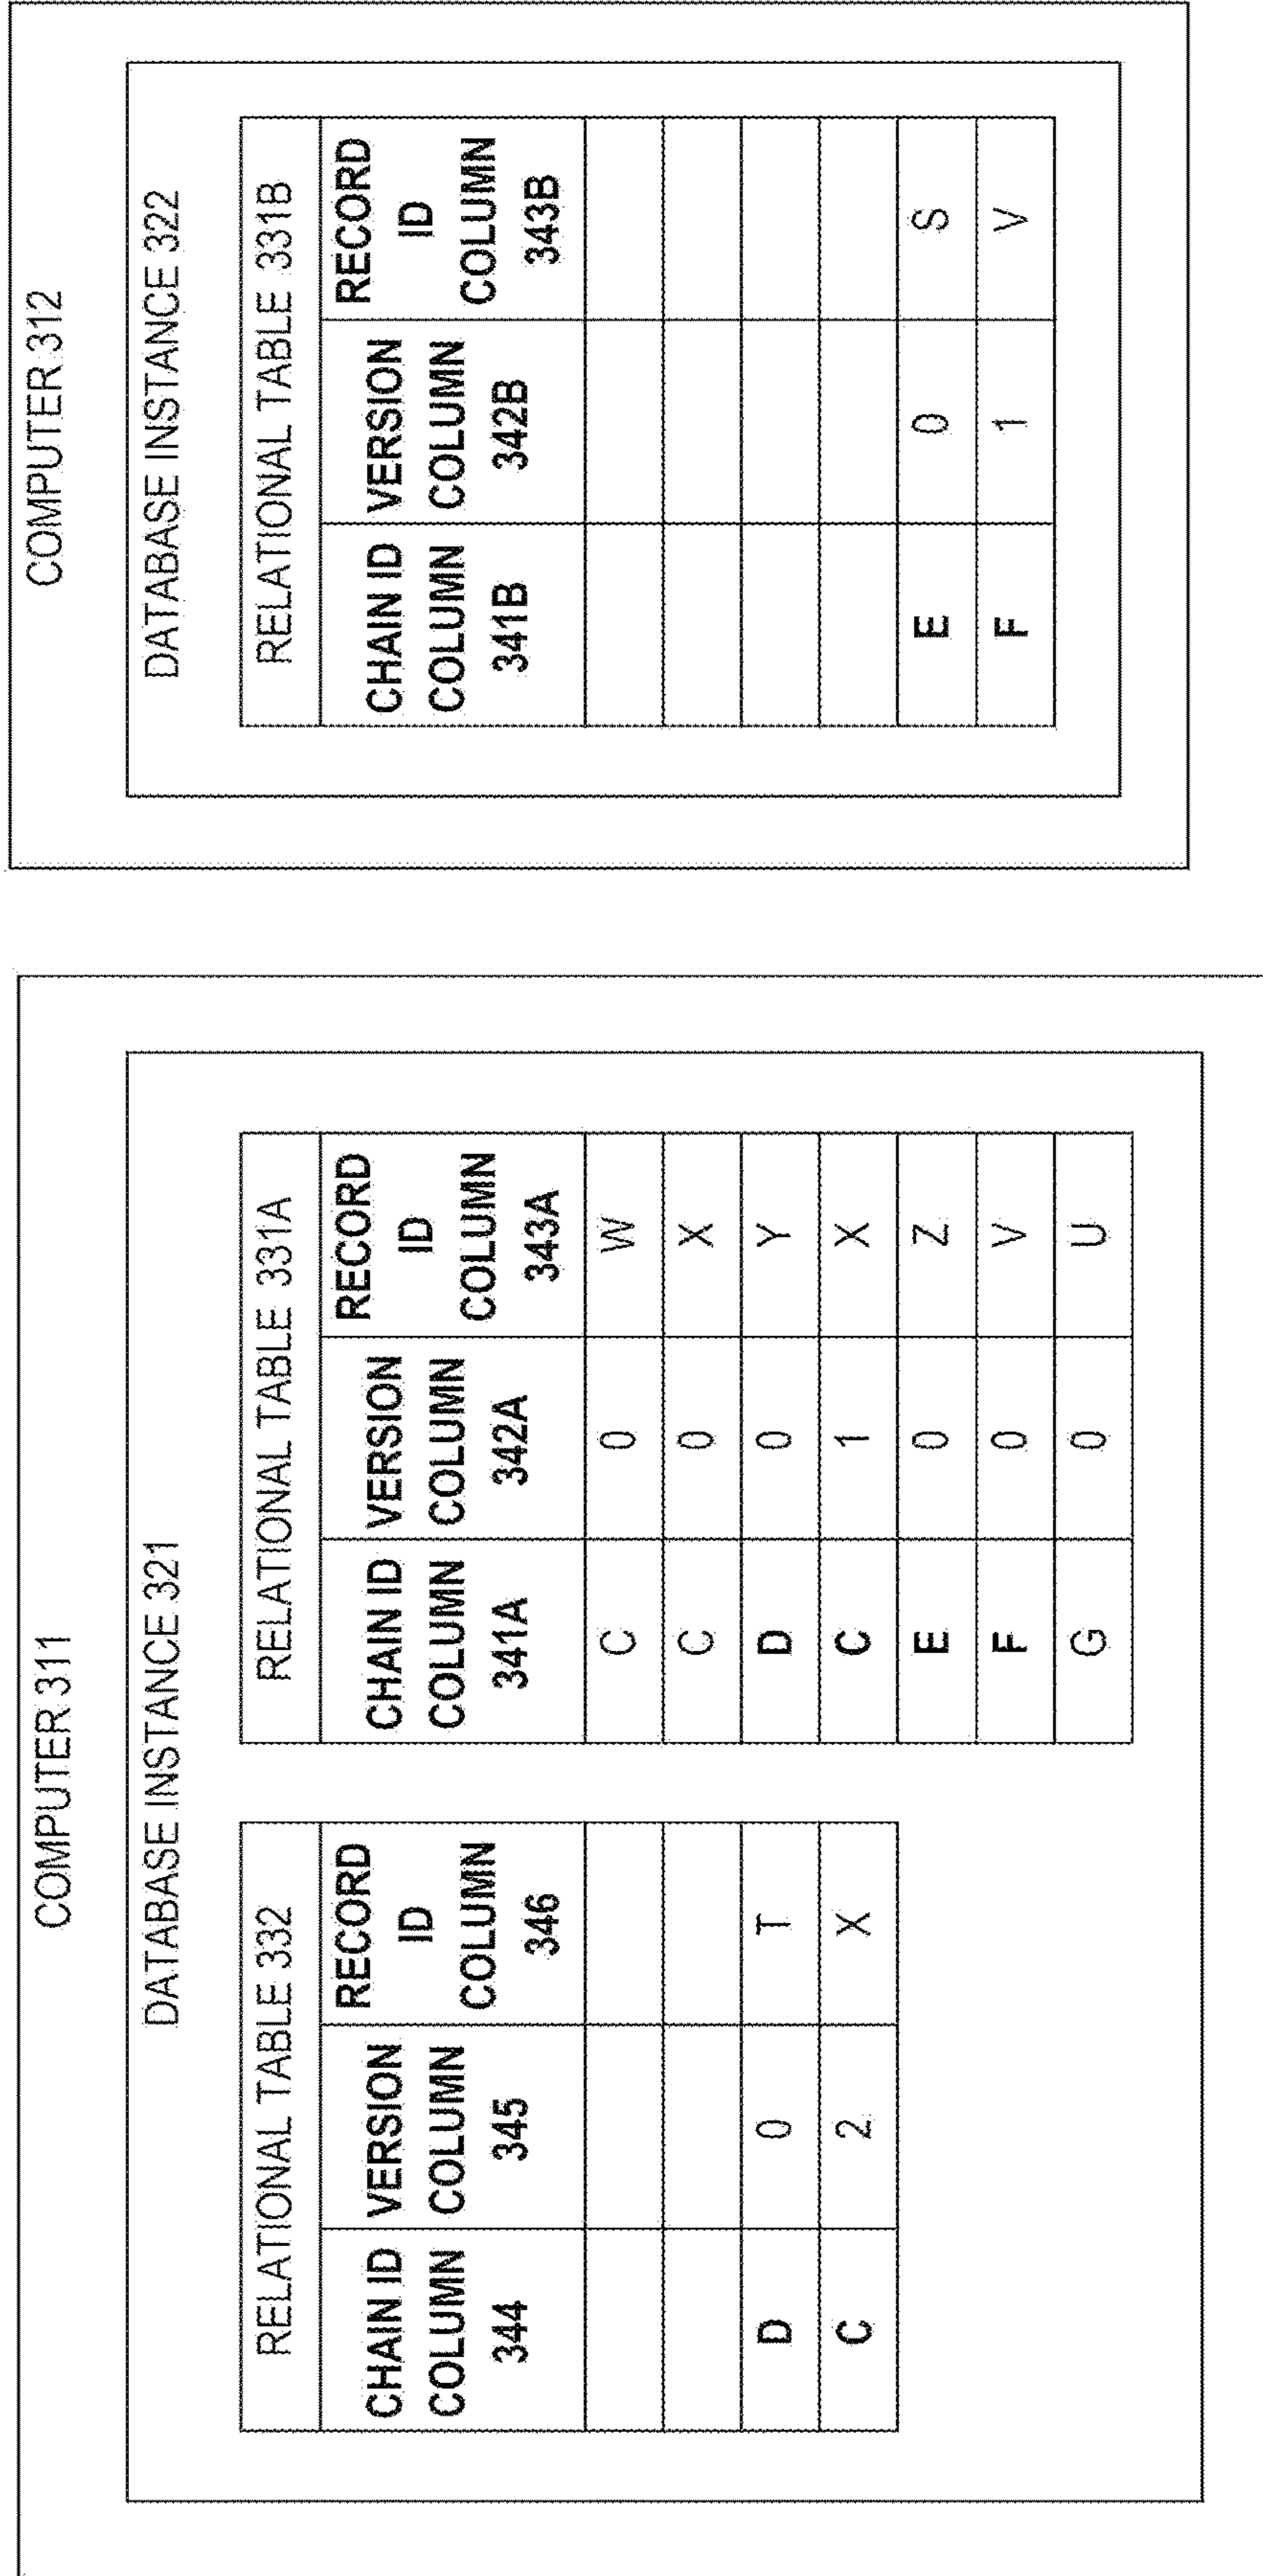 COMPUTER 311
DATABASE INSTANCE 321
RELATIONAL TABLE 332
CHAIN ID COLUMN 344
VERSION COLUMN 345
RECORD ID COLUMN 346
D 0 T
C 2 X
RELATIONAL TABLE 331A
CHAIN ID COLUMN 341A
VERSION COLUMN 342A
RECORD ID COLUMN 343A
C 0 W
C 0 X
D 0 Y
C 1 X
E 0 Z
F 0 V
G 0 U
COMPUTER 312
DATABASE INSTANCE 322
RELATIONAL TABLE 331B
CHAIN ID COLUMN 341B
VERSION COLUMN 342B
RECORD ID COLUMN 343B
E 0 S
F 1 V